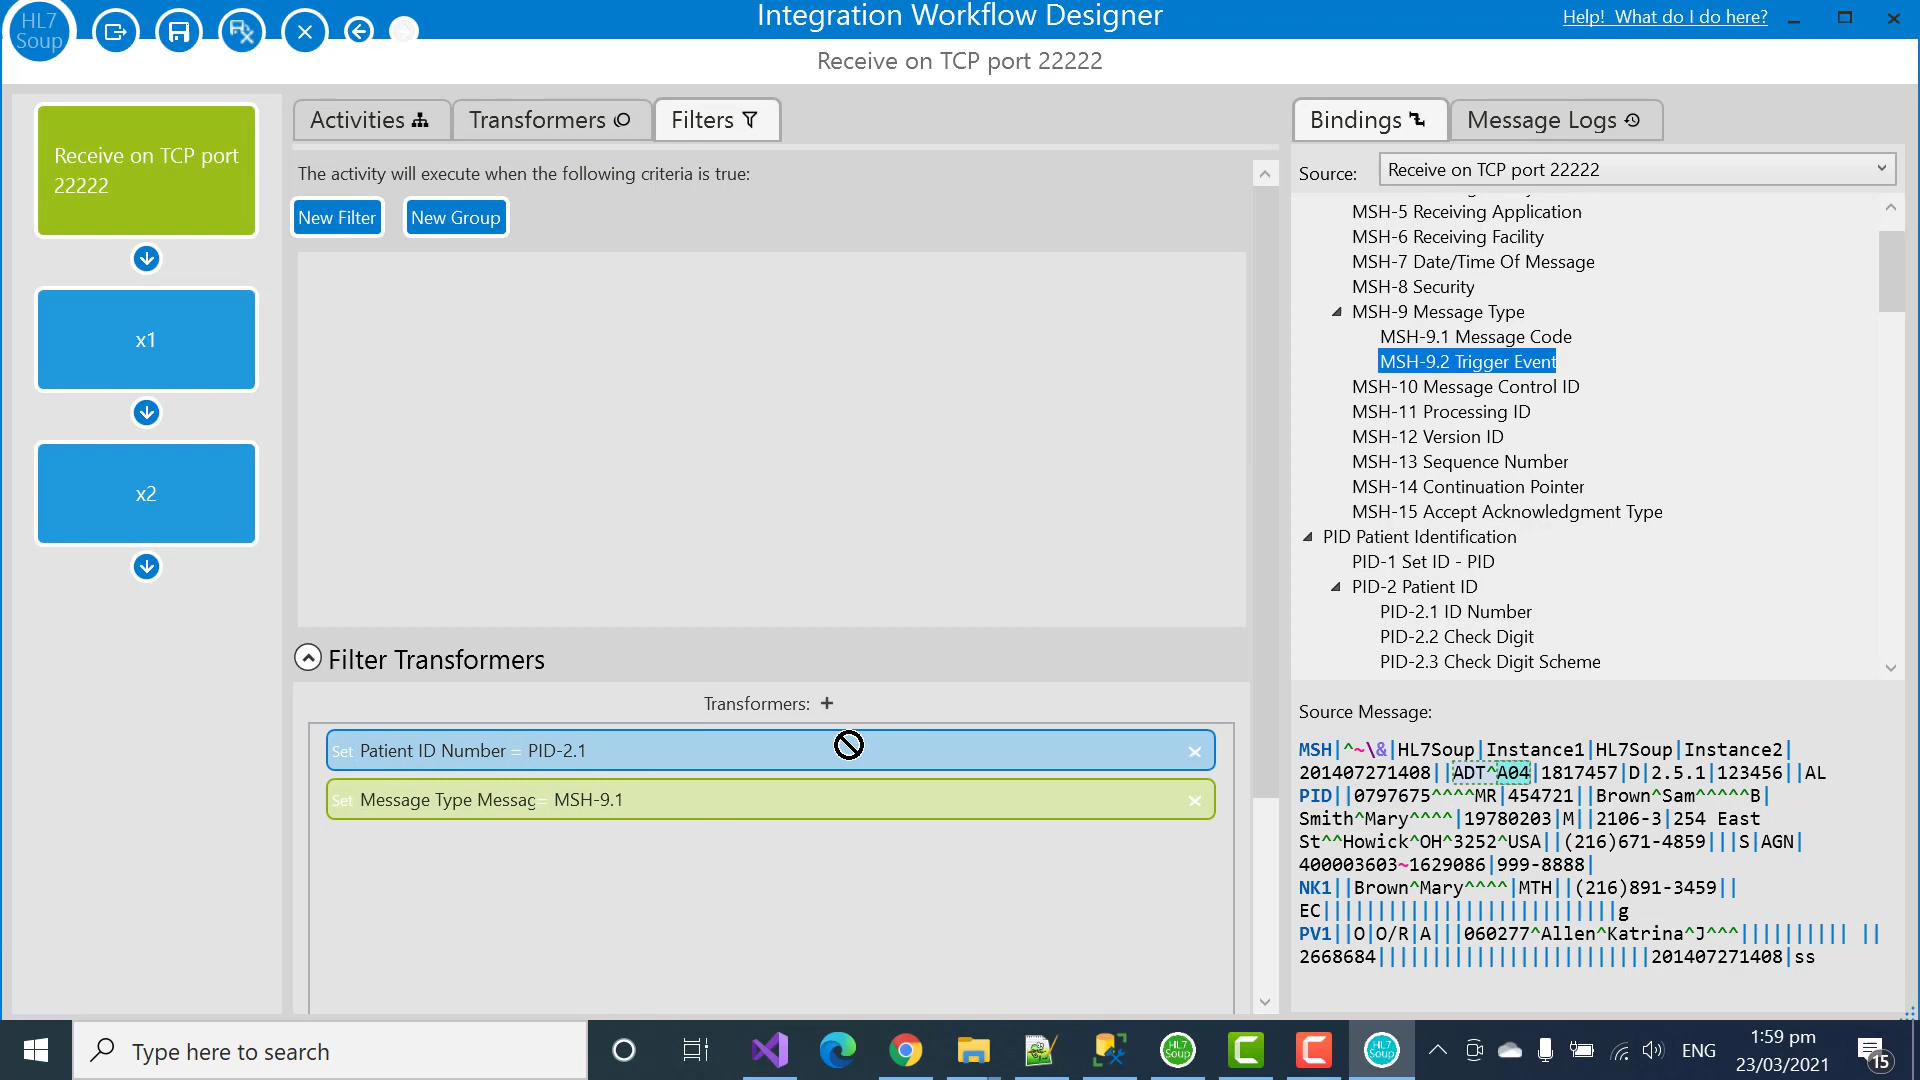 HL7
Soup
Integration Workflow Designer
Help!  What do I do here?
Receive on TCP port 22222
Receive on TCP port
22222
x1
x2
Activities
Transformers
Filters
The activity will execute when the following criteria is true:
New Filter
New Group
Filter Transformers
Transformers: +
Set Patient ID Number = PID-2.1
Set Message Type Messag= MSH-9.1
Bindings
Message Logs
Source: Receive on TCP port 22222
MSH-5 Receiving Application
MSH-6 Receiving Facility
MSH-7 Date/Time Of Message
MSH-8 Security
MSH-9 Message Type
MSH-9.1 Message Code
MSH-9.2 Trigger Event
MSH-10 Message Control ID
MSH-11 Processing ID
MSH-12 Version ID
MSH-13 Sequence Number
MSH-14 Continuation Pointer
MSH-15 Accept Acknowledgment Type
PID Patient Identification
PID-1 Set ID - PID
PID-2 Patient ID
PID-2.1 ID Number
PID-2.2 Check Digit
PID-2.3 Check Digit Scheme
Source Message:
MSH|^~\&|HL7Soup|Instance1|HL7Soup|Instance2|
201407271408||ADT^A04|1817457|D|2.5.1|123456||AL
PID||0797675^^^^MR|454721||Brown^Sam^^^^^B|
Smith^Mary^^^^|19780203|M||2106-3|254 East
St^^Howick^OH^3252^USA||(216)671-4859|||S|AGN|
400003603~1629086|999-8888|
NK1||Brown^Mary^^^^|MTH||(216)891-3459||
EC|||||||||||||||||||||||||||g
PV1||O|O/R|A|||060277^Allen^Katrina^J^^^|||||||||| ||
2668684|||||||||||||||||||||||||201407271408|ss
Type here to search
HL7
Soup
HL7
Soup
ENG
1:59 pm
23/03/2021
15